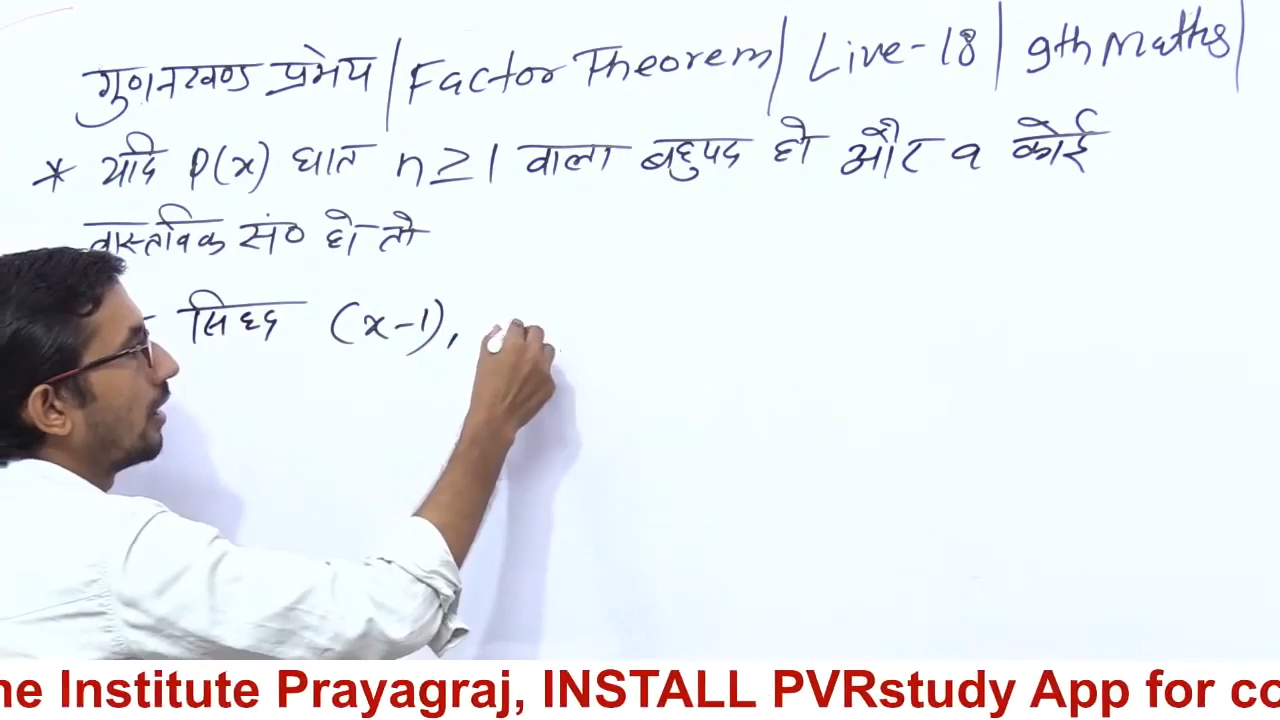 गुणनखण्ड प्रमेय | Factor Theorem | Live-18 | 9th Maths |
* यदि P(x) घात n ≥ 1 वाला बहुपद हो और a कोई
वास्तविक सं० हो तो
सिध्द (x-1),
ne Institute Prayagraj, INSTALL PVRstudy App for co